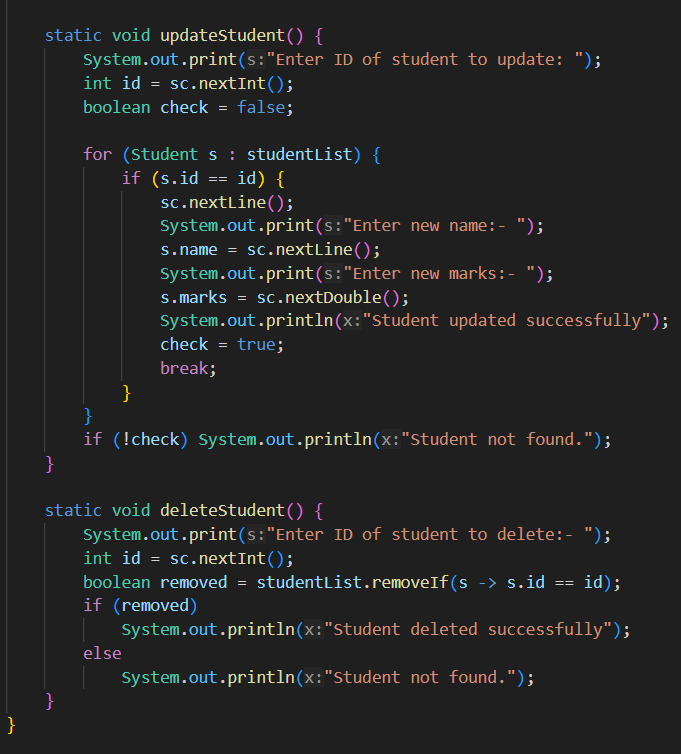 static void updateStudent() {
System.out.print(s:"Enter ID of student to update: ");
int id = sc.nextInt();
boolean check = false;
for (Student s : studentList) {
if (s.id == id) {
sc.nextLine();
System.out.print(s:"Enter new name:- ");
s.name = sc.nextLine();
System.out.print(s:"Enter new marks:- ");
s.marks = sc.nextDouble();
System.out.println(x:"Student updated successfully");
check = true;
break;
}
}
if (!check) System.out.println(x:"Student not found.");
}
static void deleteStudent() {
System.out.print(s:"Enter ID of student to delete:- ");
int id = sc.nextInt();
boolean removed = studentList.removeIf(s -> s.id == id);
if (removed)
System.out.println(x:"Student deleted successfully");
else
System.out.println(x:"Student not found.");
}
}